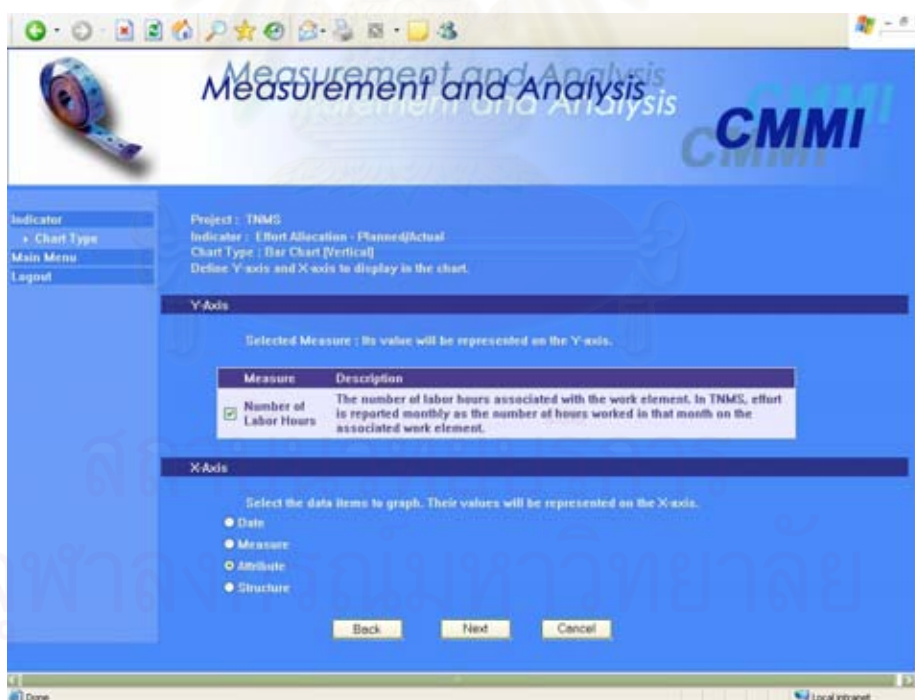 Measurement and Analysis
CMMI
Indicator
Chart Type
Main Menu
Logout
Project : TNMS
Indicator : Effort Allocation - Planned/Actual
Chart Type : Bar Chart [Vertical]
Define Y-axis and X-axis to display in the chart.
Y-Axis
Selected Measure : Its value will be represented on the Y-axis.
Measure Description
Number of Labor Hours
The number of labor hours associated with the work element. In TNMS, effort
is reported monthly as the number of hours worked in that month on the
associated work element.
X-Axis
Select the data items to graph. Their values will be represented on the X-axis.
Date
Measure
Attribute
Structure
Back Next Cancel
Done Local intranet